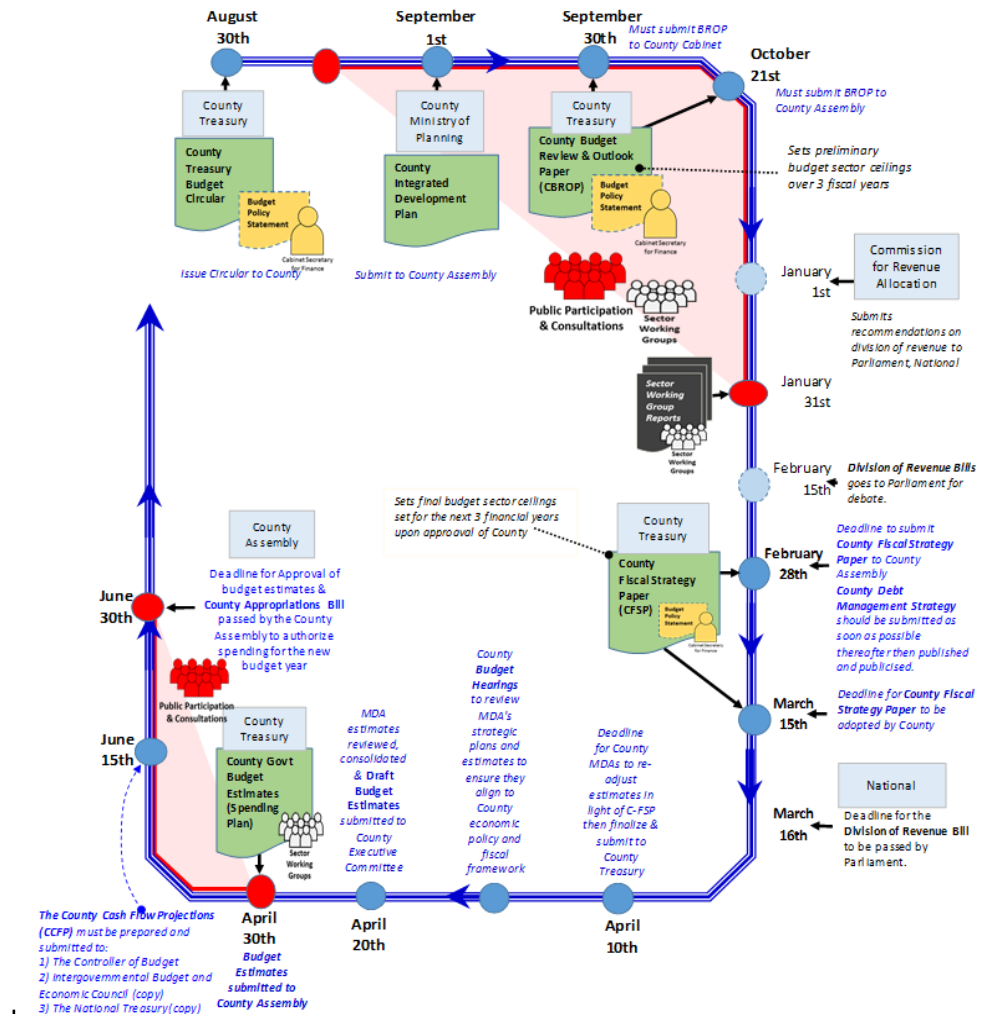 August
30th
September
1st
September
30th
Must submit BROP
to County Cabinet
October
21st
Must submit BROP to
County Assembly
County
Treasury
County
Treasury
Budget
Circular
Budget
Policy
Statement
Cabinet Secretary
for Finance
Issue Circular to County
County
Ministry of
Planning
County
Integrated
Development
Plan
Submit to County Assembly
County
Treasury
County Budget
Review & Outlook
Paper
(CBROP)
Budget
Policy
Statement
Cabinet Secretary
for Finance
Sets preliminary
budget sector ceilings
over 3 fiscal years
Public Participation
& Consultations
Sector
Working
Groups
January
1st
Commission
for Revenue
Allocation
Submits
recommendations on
division of revenue to
Parliament, National
Sector
Working
Group
Reports
Sector
Working
Groups
January
31st
February
15th
Division of Revenue Bills
goes to Parliament for
debate.
Sets final budget sector ceilings
set for the next 3 financial years
upon approaval of County
County
Treasury
County
Fiscal Strategy
Paper
(CFSP)
Budget
Policy
Statement
Cabinet Secretary
for Finance
February
28th
Deadline to submit
County Fiscal Strategy
Paper to County
Assembly
County Debt
Management Strategy
should be submitted as
soon as possible
thereafter then published
and publicised.
March
15th
Deadline for County Fiscal
Strategy Paper to be
adopted by County
March
16th
National
Deadline for the
Division of Revenue Bill
to be passed by
Parliament.
Deadline
for County
MDAs to re-
adjust
estimates in
light of C-FSP
then finalize &
submit to
County
Treasury
April
10th
County
Budget
Hearings
to review
MDA's
strategic
plans and
estimates to
ensure they
align to
County
economic
policy and
fiscal
framework
MDA
estimates
reviewed,
consolidated
& Draft
Budget
Estimates
submitted to
County
Executive
Committee
April
20th
County
Treasury
County Govt
Budget
Estimates
(Spending
Plan)
Sector
Working
Groups
April
30th
Budget
Estimates
submitted to
County Assembly
Public Participation
& Consultations
June
15th
The County Cash Flow Projections
(CCFP) must be prepared and
submitted to:
1) The Controller of Budget
2) Intergovernmental Budget and
Economic Council (copy)
3) The National Treasury (copy)
June
30th
County
Assembly
Deadline for Approval of
budget estimates &
County Appropriations Bill
passed by the County
Assembly to authorize
spending for the new
budget year